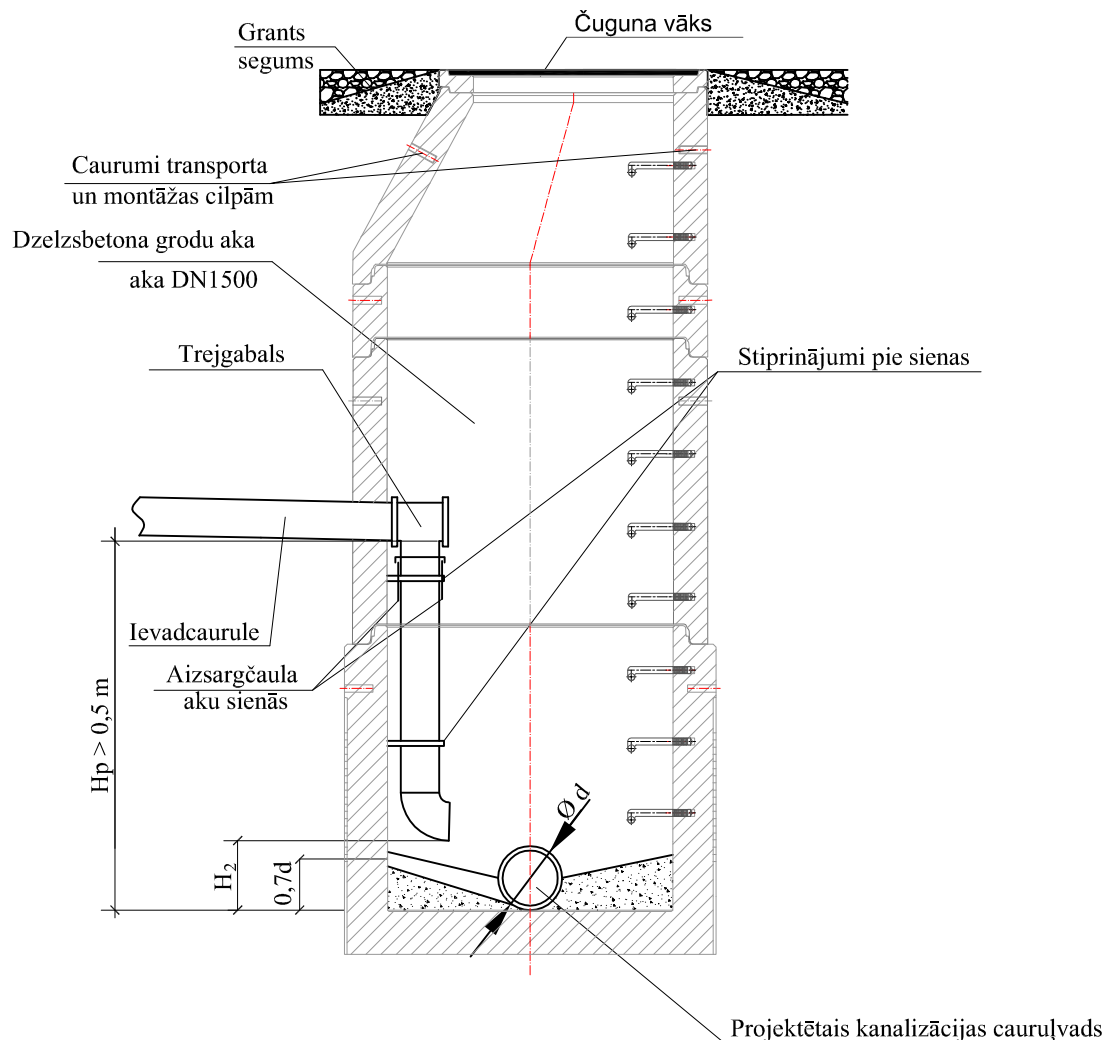 Čuguna vāks
Grants
segums
Caurumi transporta
un montāžas cilpām
Dzelzsbetona grodu aka
aka DN1500
Trejgabals
Stiprinājumi pie sienas
Ievadcaurule
Aizsargčaula
aku sienās
Hp > 0,5 m
H2
0,7d
Ø d
Projektētais kanalizācijas cauruļvads